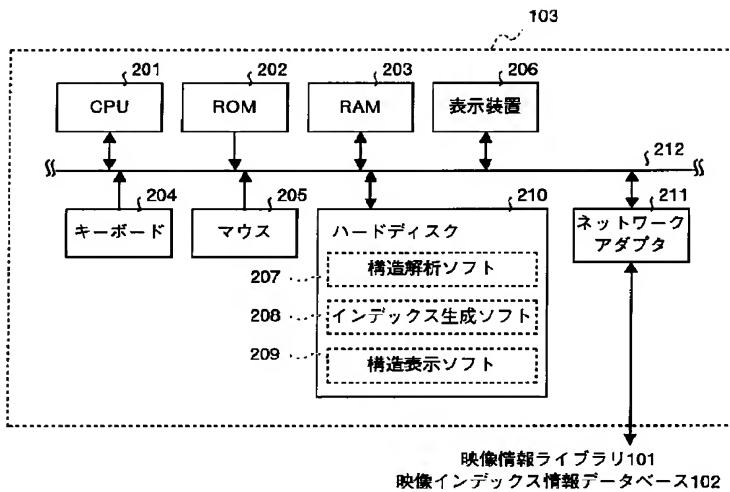 103
201
202
203
206
CPU
ROM
RAM
表示装置
212
204
205
210
211
キーボード
マウス
ハードディスク
ネットワーク
アダプタ
構造解析ソフト
207
インデックス生成ソフト
208
構造表示ソフト
209
映像情報ライブラリ101
映像インデックス情報データベース102